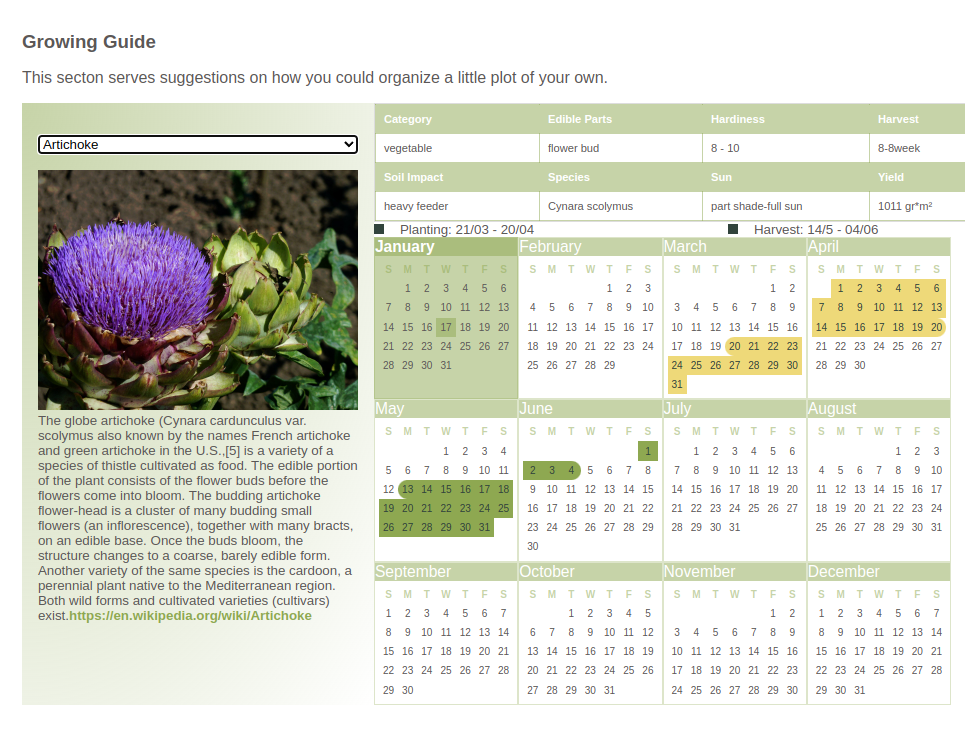 Growing Guide
This secton serves suggestions on how you could organize a little plot of your own.
Artichoke
The globe artichoke (Cynara cardunculus var.
scolymus also known by the names French artichoke
and green artichoke in the U.S.,[5] is a variety of a
species of thistle cultivated as food. The edible portion
of the plant consists of the flower buds before the
flowers come into bloom. The budding artichoke
flower-head is a cluster of many budding small
flowers (an inflorescence), together with many bracts,
on an edible base. Once the buds bloom, the
structure changes to a coarse, barely edible form.
Another variety of the same species is the cardoon, a
perennial plant native to the Mediterranean region.
Both wild forms and cultivated varieties (cultivars)
exist.https://en.wikipedia.org/wiki/Artichoke
Category Edible Parts Hardiness Harvest
vegetable flower bud 8 - 10 8-8week
Soil Impact Species Sun Yield
heavy feeder Cynara scolymus part shade-full sun 1011 gr*m²
Planting: 21/03 - 20/04 Harvest: 14/5 - 04/06
January February March April
S M T W T F S S M T W T F S S M T W T F S S M T W T F S
1 2 3 4 5 6 1 2 3 1 2 1 2 3 4 5 6
7 8 9 10 11 12 13 4 5 6 7 8 9 10 3 4 5 6 7 8 9 7 8 9 10 11 12 13
14 15 16 17 18 19 20 11 12 13 14 15 16 17 10 11 12 13 14 15 16 14 15 16 17 18 19 20
21 22 23 24 25 26 27 18 19 20 21 22 23 24 17 18 19 20 21 22 23 21 22 23 24 25 26 27
28 29 30 31 25 26 27 28 29 24 25 26 27 28 29 30 28 29 30
31
May June July August
S M T W T F S S M T W T F S S M T W T F S S M T W T F S
1 2 3 4 1 1 2 3 4 5 6 1 2 3
5 6 7 8 9 10 11 2 3 4 5 6 7 8 7 8 9 10 11 12 13 4 5 6 7 8 9 10
12 13 14 15 16 17 18 9 10 11 12 13 14 15 14 15 16 17 18 19 20 11 12 13 14 15 16 17
19 20 21 22 23 24 25 16 17 18 19 20 21 22 21 22 23 24 25 26 27 18 19 20 21 22 23 24
26 27 28 29 30 31 23 24 25 26 27 28 29 28 29 30 31 25 26 27 28 29 30 31
30
September October November December
S M T W T F S S M T W T F S S M T W T F S S M T W T F S
1 2 3 4 5 6 7 1 2 3 4 5 1 2 1 2 3 4 5 6 7
8 9 10 11 12 13 14 6 7 8 9 10 11 12 3 4 5 6 7 8 9 8 9 10 11 12 13 14
15 16 17 18 19 20 21 13 14 15 16 17 18 19 10 11 12 13 14 15 16 15 16 17 18 19 20 21
22 23 24 25 26 27 28 20 21 22 23 24 25 26 17 18 19 20 21 22 23 22 23 24 25 26 27 28
29 30 27 28 29 30 31 24 25 26 27 28 29 30 29 30 31